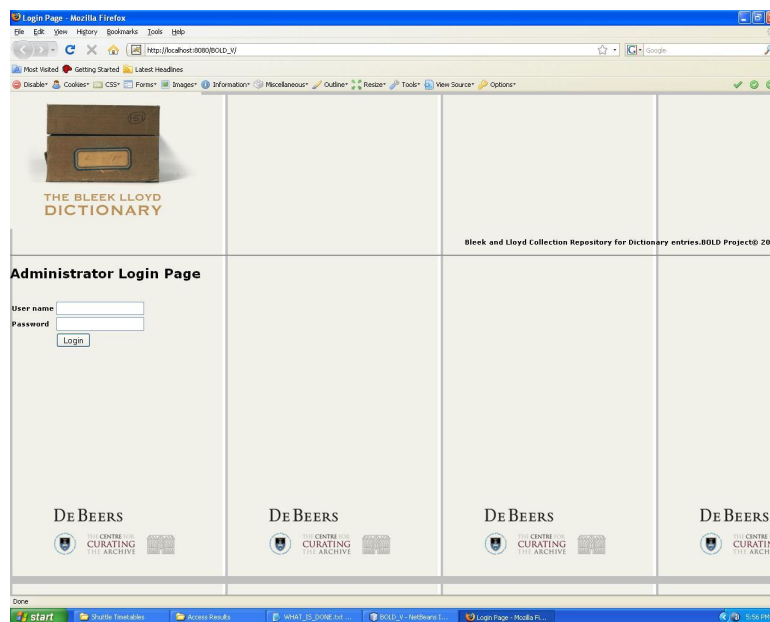 Login Page - Mozilla Firefox
File Edit View History Bookmarks Tools Help
http://localhost:8080/BOLD_V/
Google
Most Visited Getting Started Latest Headlines
Disable Cookies CSS Forms Images Information Miscellaneous Outline Resize Tools View Source Options
THE BLEEK LLOYD
DICTIONARY
Bleek and Lloyd Collection Repository for Dictionary entries.BOLD Project© 20
Administrator Login Page
User name
Password
Login
DE BEERS DE BEERS DE BEERS DE BEERS
THE CENTRE FOR THE CENTRE FOR THE CENTRE FOR THE CENTRE
CURATING CURATING CURATING CURATIN
THE ARCHIVE THE ARCHIVE THE ARCHIVE THE ARCH
Done
start Shuttle Timetables Access Results WHAT_IS_DONE.txt ... BOLD_V - NetBeans I... Login Page - Mozilla Fi... 5:56 PM